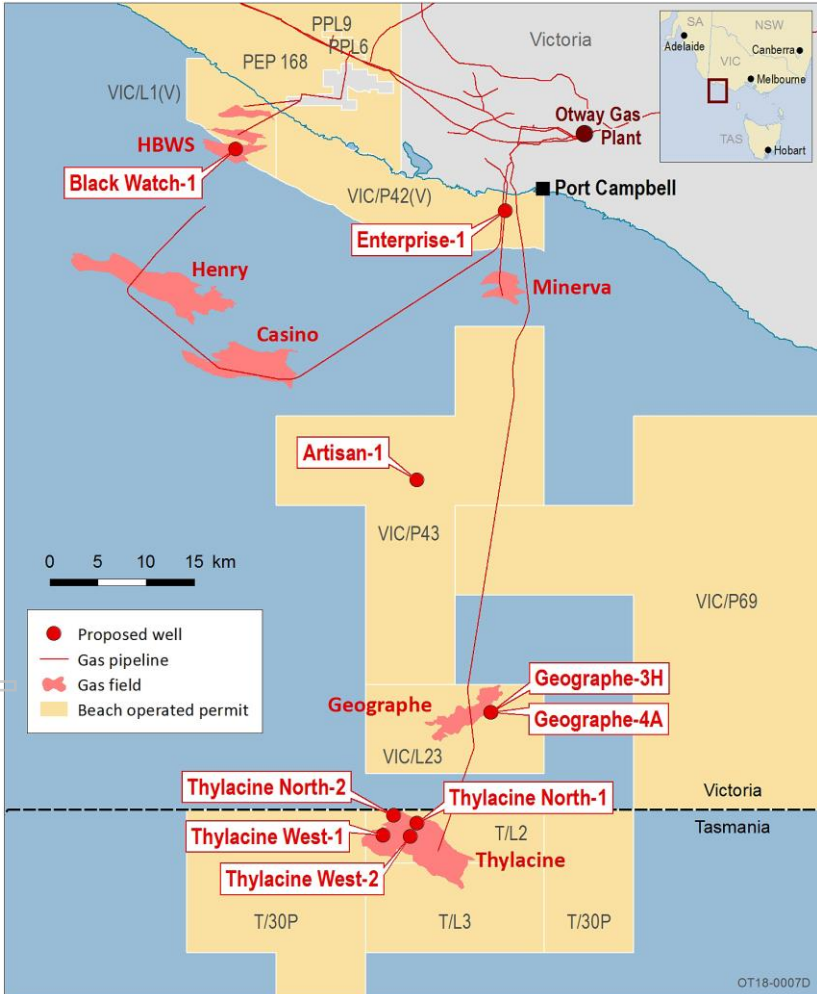 PPL9
PPL6
PEP 168
Victoria
VIC/L1(V)
SA
NSW
Adelaide
Canberra
VIC
Melbourne
TAS
Hobart
Otway Gas
Plant
HBWS
Black Watch-1
VIC/P42(V)
Port Campbell
Enterprise-1
Henry
Minerva
Casino
Artisan-1
VIC/P43
0 5 10 15 km
VIC/P69
Proposed well
Gas pipeline
Gas field
Beach operated permit
Geographe-3H
Geographe
Geographe-4A
VIC/L23
Thylacine North-2
Thylacine North-1
Victoria
Tasmania
Thylacine West-1
T/L2
Thylacine
Thylacine West-2
T/30P
T/L3
T/30P
OT18-0007D